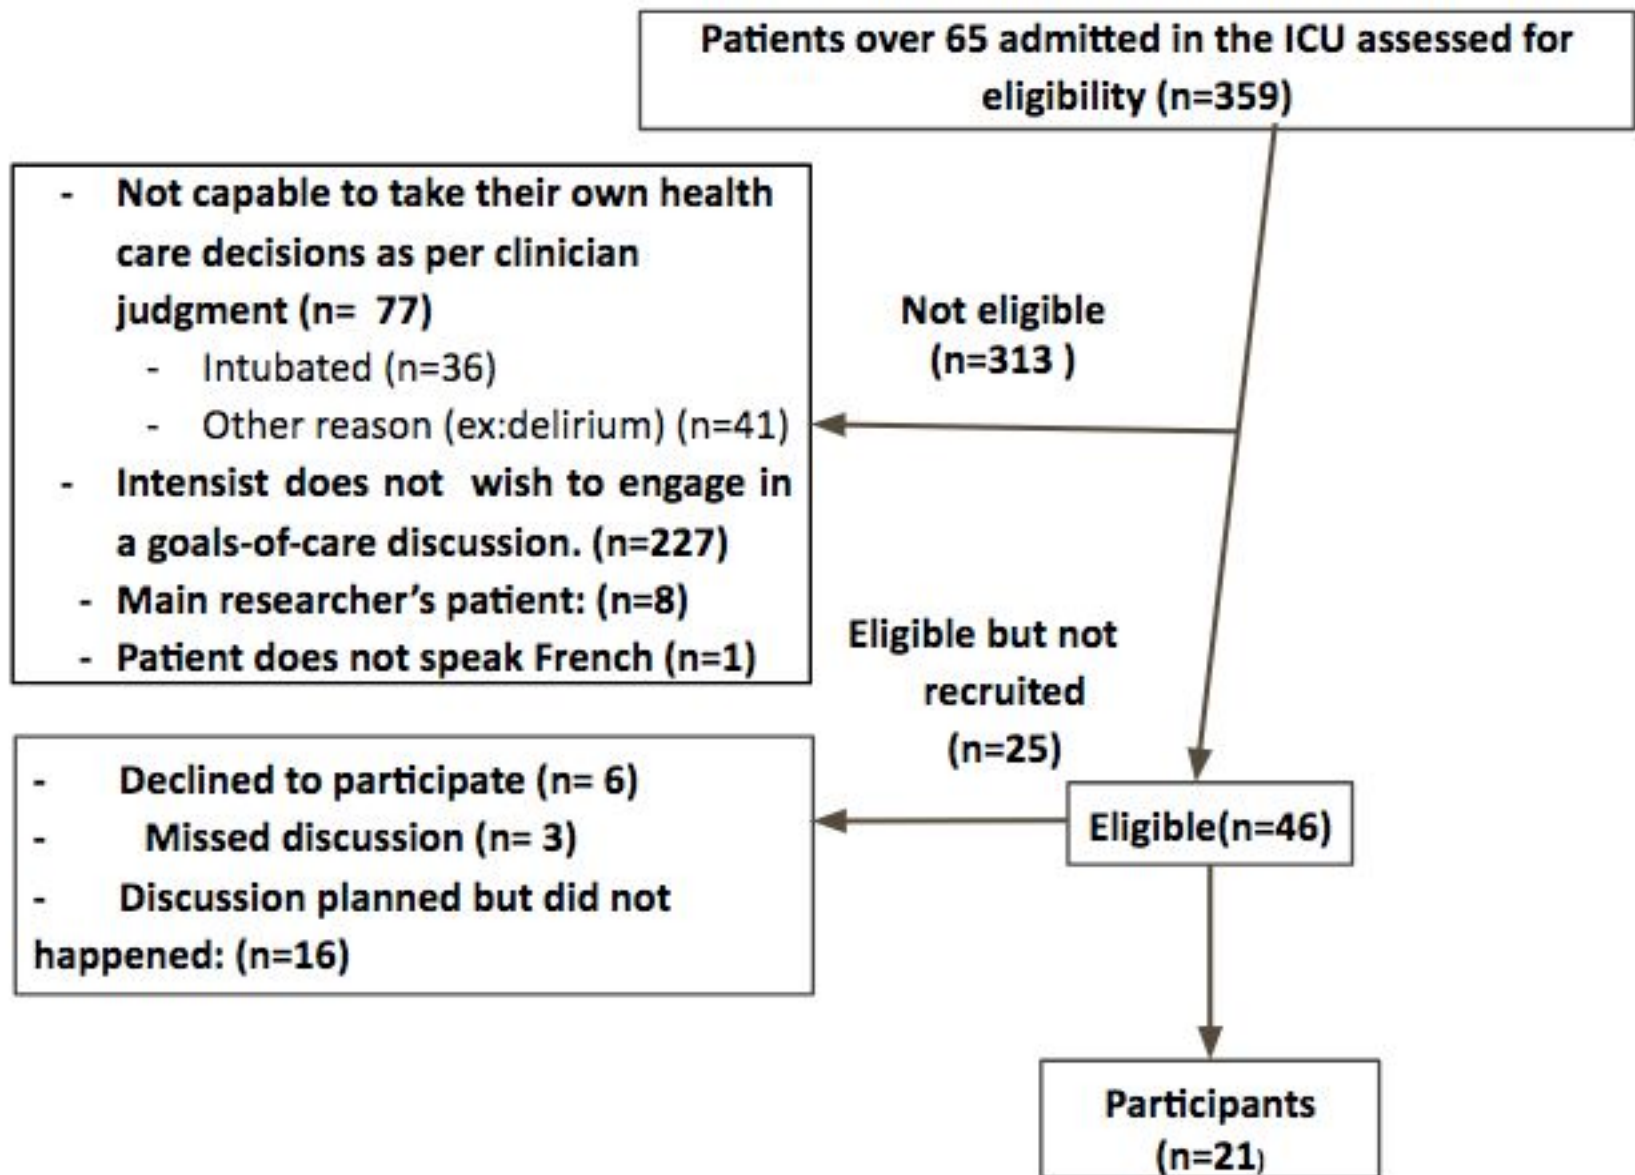 Patients over 65 admitted in the ICU assessed for
eligibility (n=359)
- Not capable to take their own health
care decisions as per clinician
judgment (n= 77)
- Intubated (n=36)
- Other reason (ex:delirium) (n=41)
- Intensist does not wish to engage in
a goals-of-care discussion. (n=227)
- Main researcher’s patient: (n=8)
- Patient does not speak French (n=1)
Not eligible
(n=313 )
Eligible but not
recruited
(n=25)
- Declined to participate (n= 6)
- Missed discussion (n= 3)
- Discussion planned but did not
happened: (n=16)
Eligible(n=46)
Participants
(n=21)